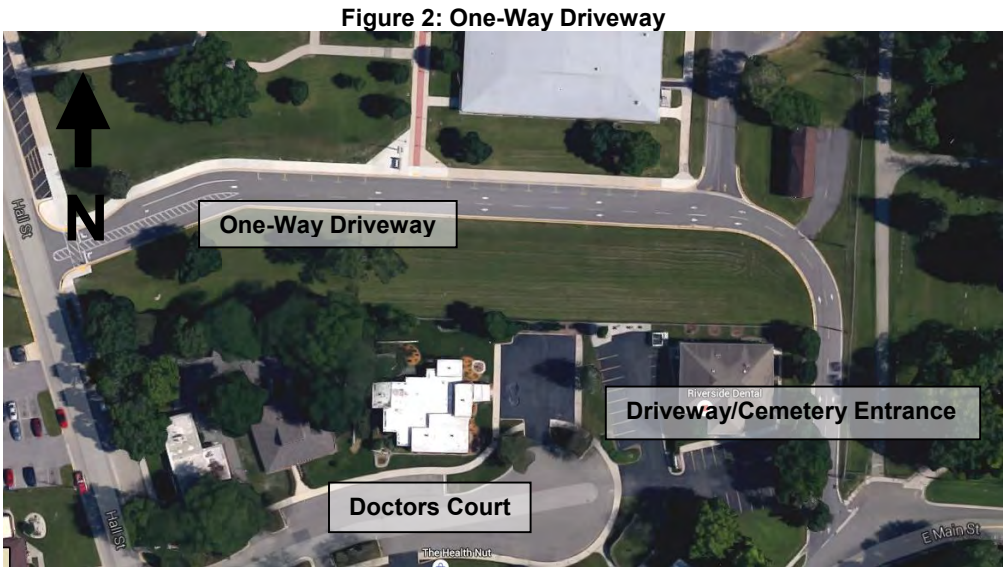 Figure 2: One-Way Driveway
N
Hall St
One-Way Driveway
Riverside Dental
Driveway/Cemetery Entrance
Doctors Court
Hall St
E Main St
The Health Nut